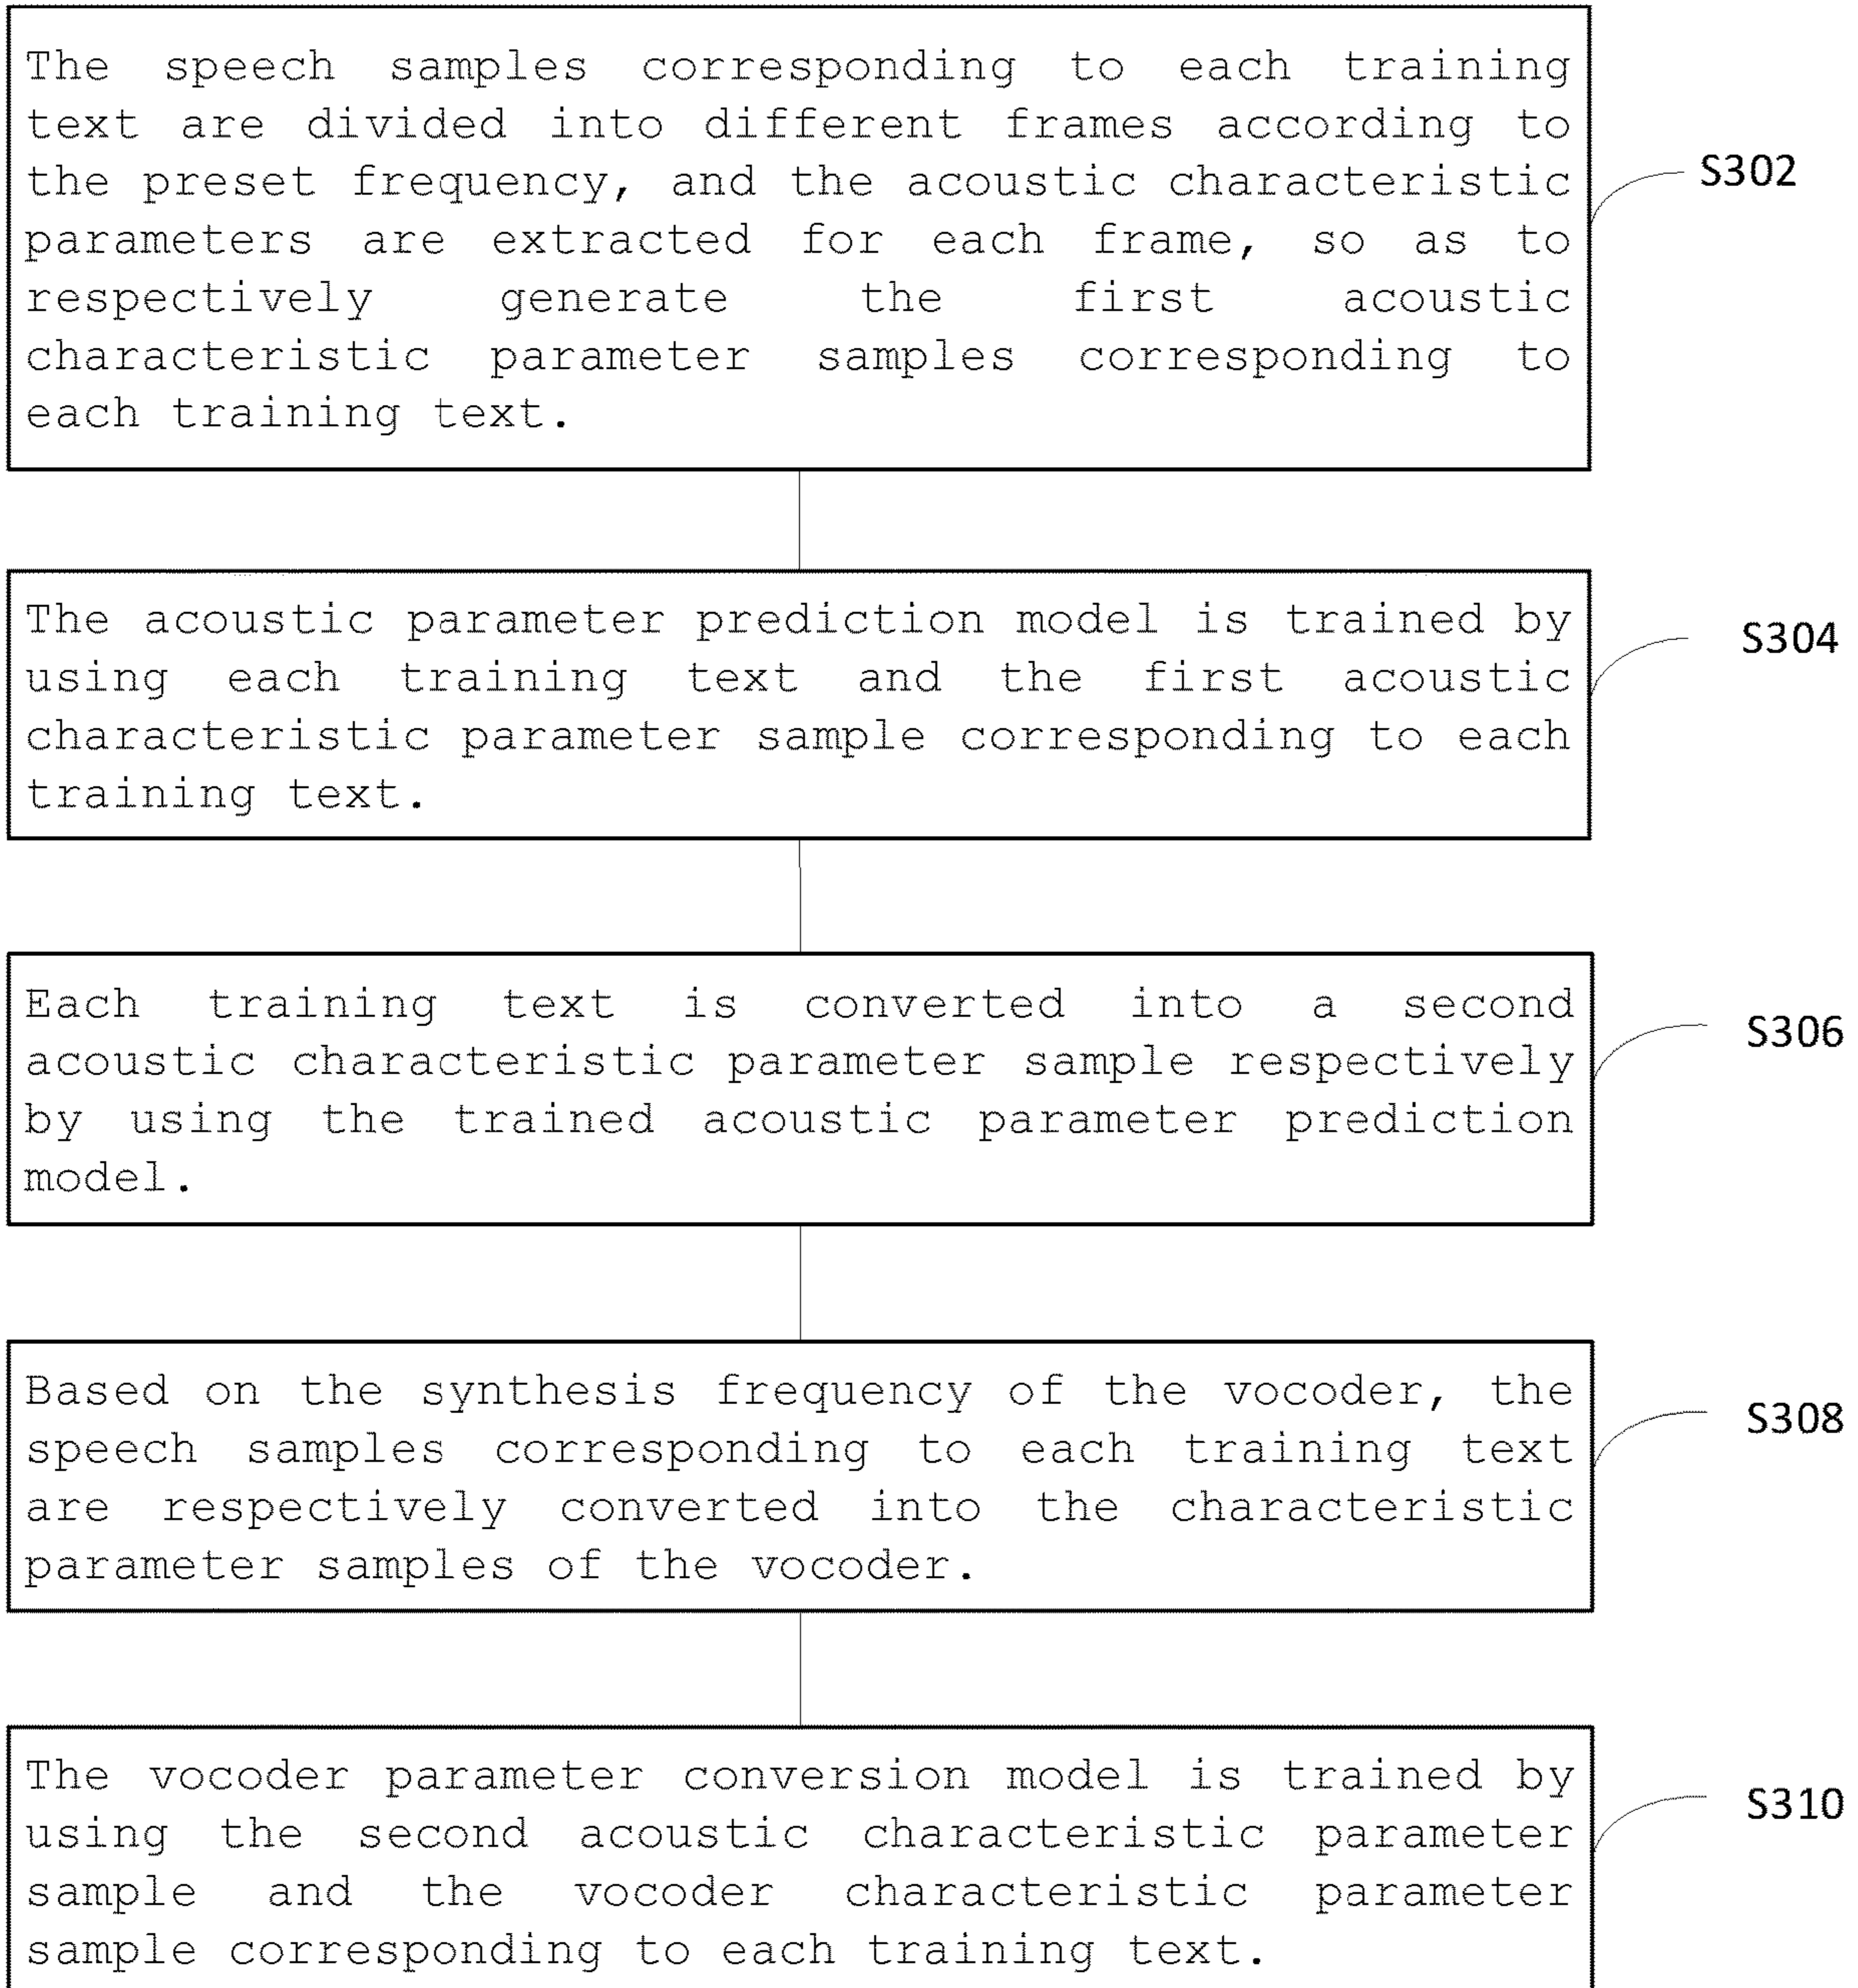 The speech samples corresponding to each training
text are divided into different frames according to
the preset frequency, and the acoustic characteristic
parameters are extracted for each frame, so as to
respectively generate the first acoustic
characteristic parameter samples corresponding to
each training text.
S302
The acoustic parameter prediction model is trained by
using each training text and the first acoustic
characteristic parameter sample corresponding to each
training text.
S304
Each training text is converted into a second
acoustic characteristic parameter sample respectively
by using the trained acoustic parameter prediction
model.
S306
Based on the synthesis frequency of the vocoder, the
speech samples corresponding to each training text
are respectively converted into the characteristic
parameter samples of the vocoder.
S308
The vocoder parameter conversion model is trained by
using the second acoustic characteristic parameter
sample and the vocoder characteristic parameter
sample corresponding to each training text.
S310